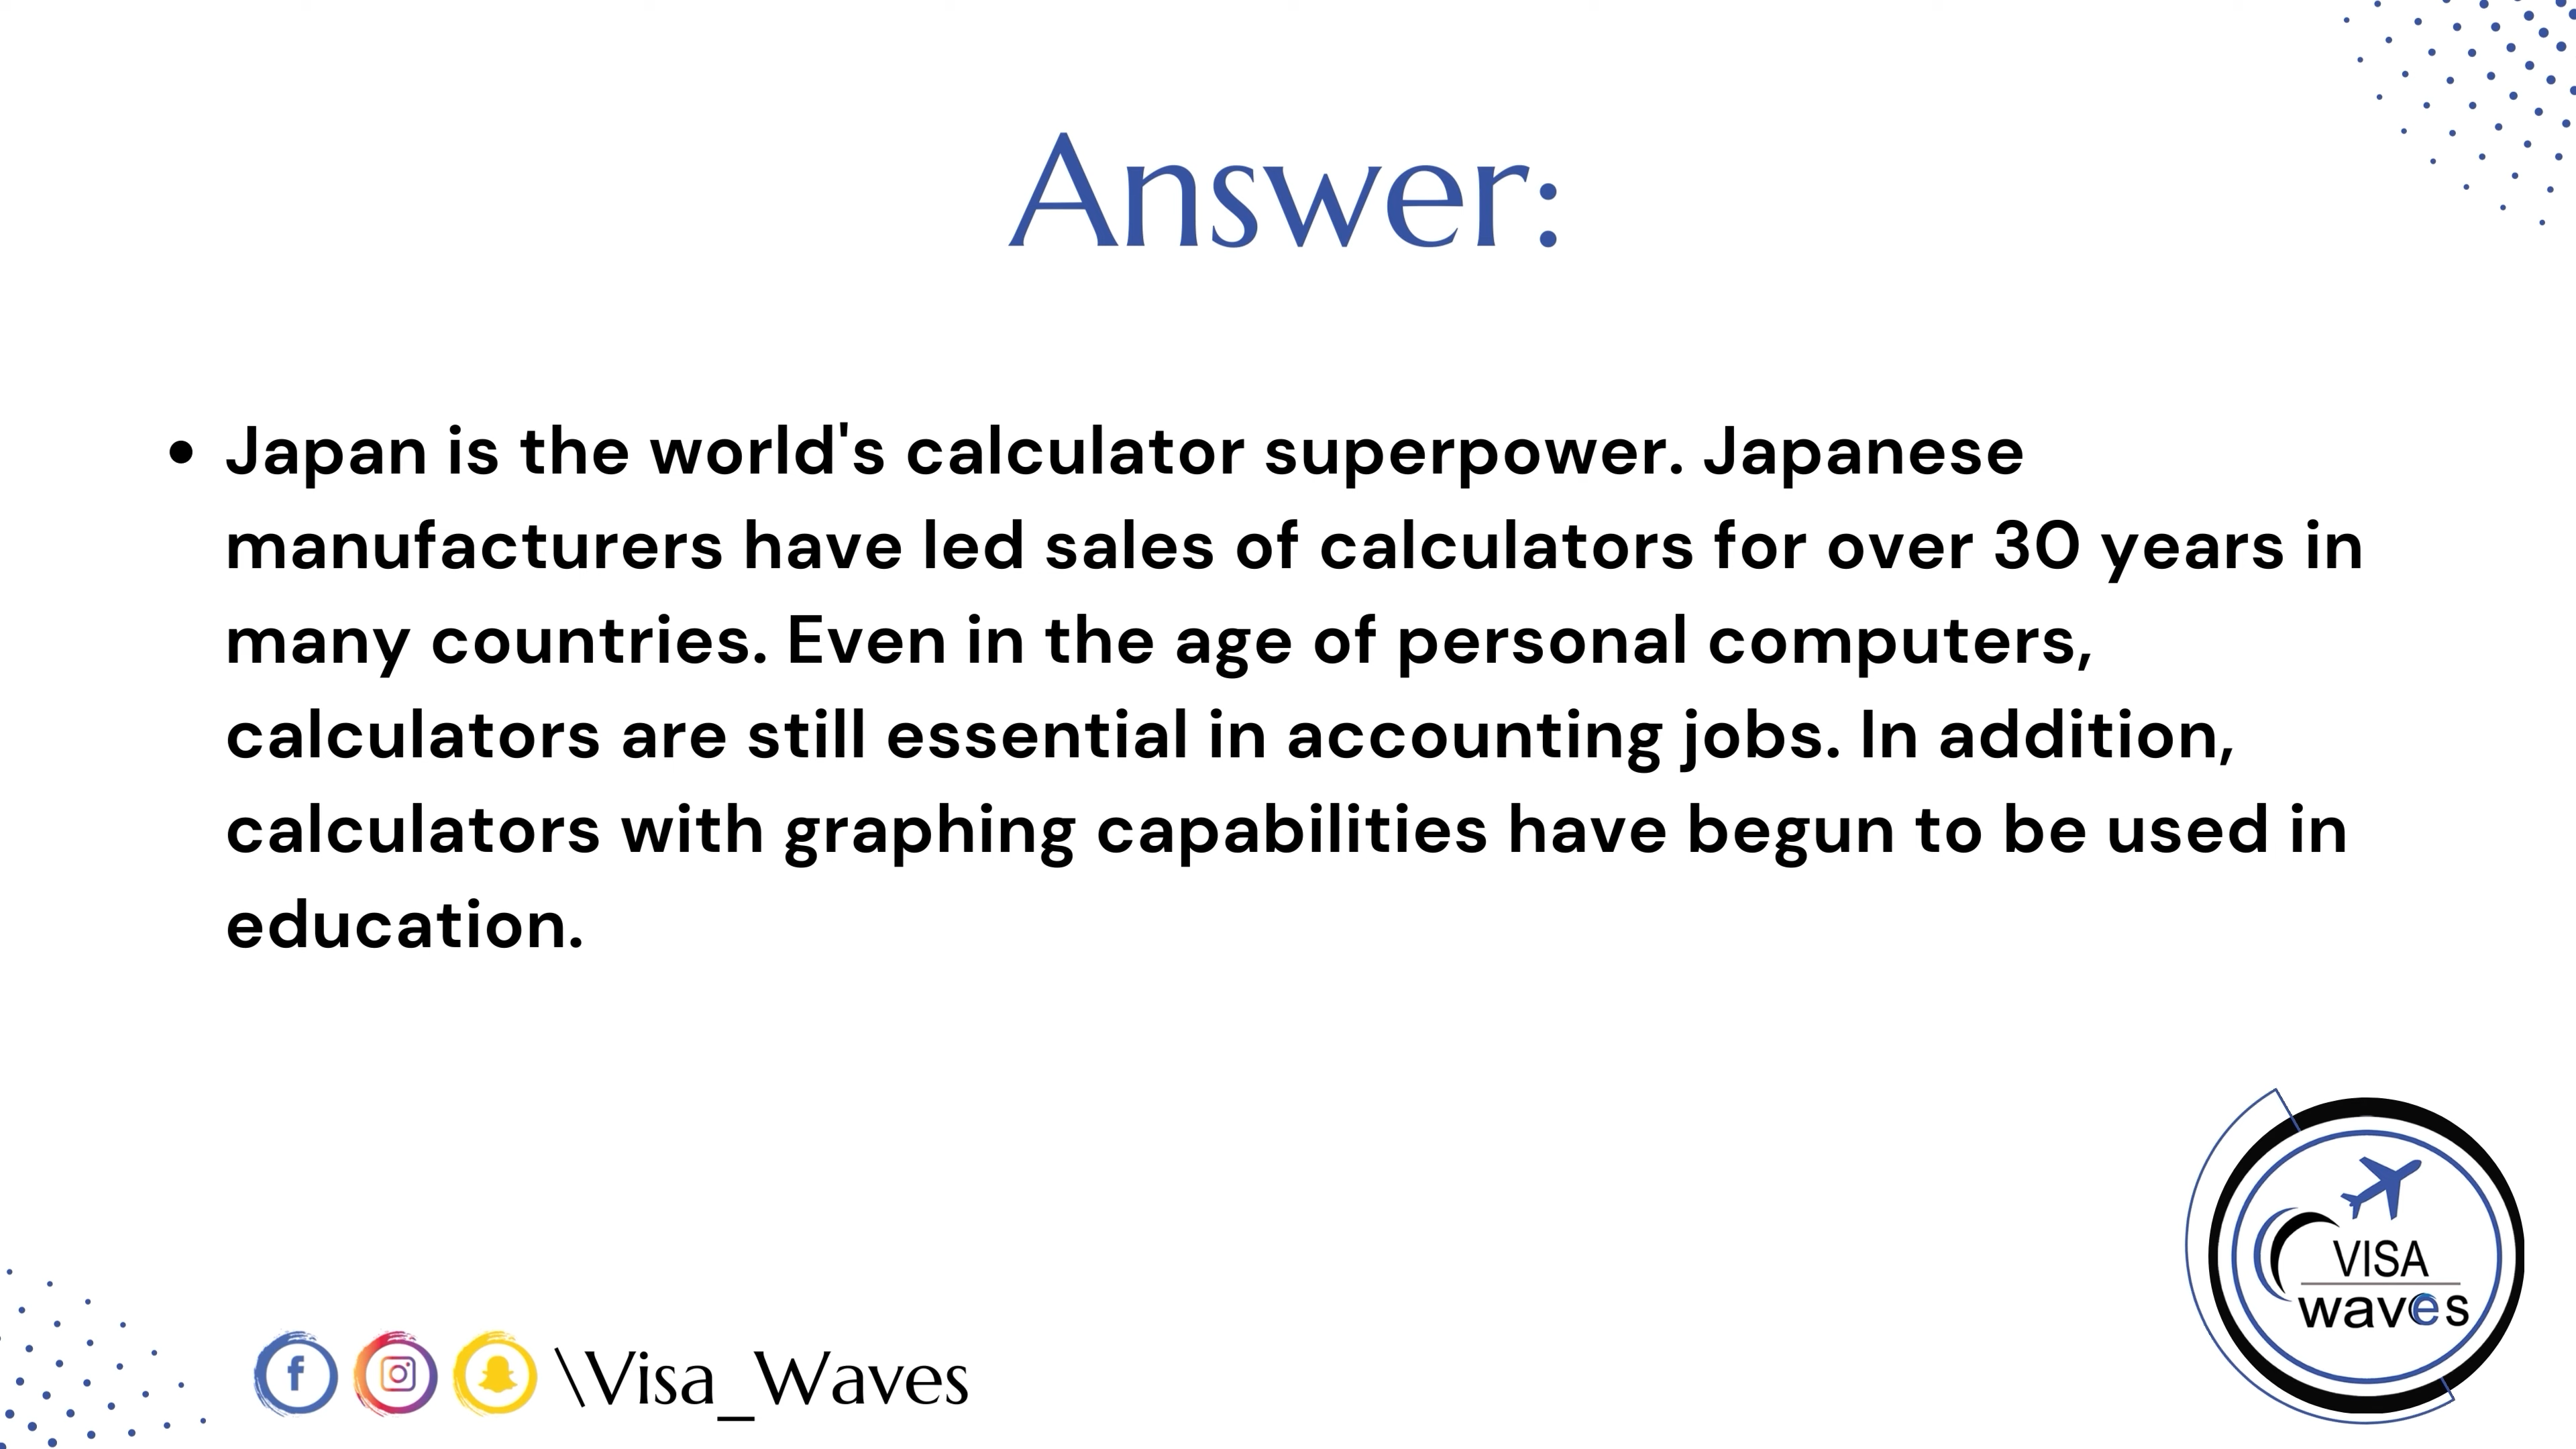 Answer:
• Japan is the world's calculator superpower. Japanese
manufacturers have led sales of calculators for over 30 years in
many countries. Even in the age of personal computers,
calculators are still essential in accounting jobs. In addition,
calculators with graphing capabilities have begun to be used in
education.
VISA
waves
\Visa_Waves